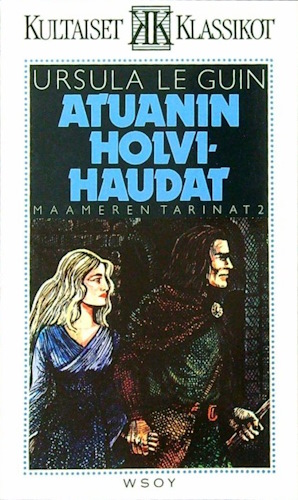 KULTAISET KK KLASSIKOT
URSULA LE GUIN
ATUANIN
HOLVI-
HAUDAT
MAAMEREN TARINAT 2
WSOY